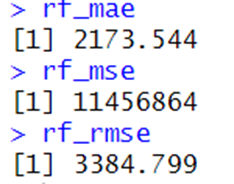 > rf_mae
[1] 2173.544
> rf_mse
[1] 11456864
> rf_rmse
[1] 3384.799